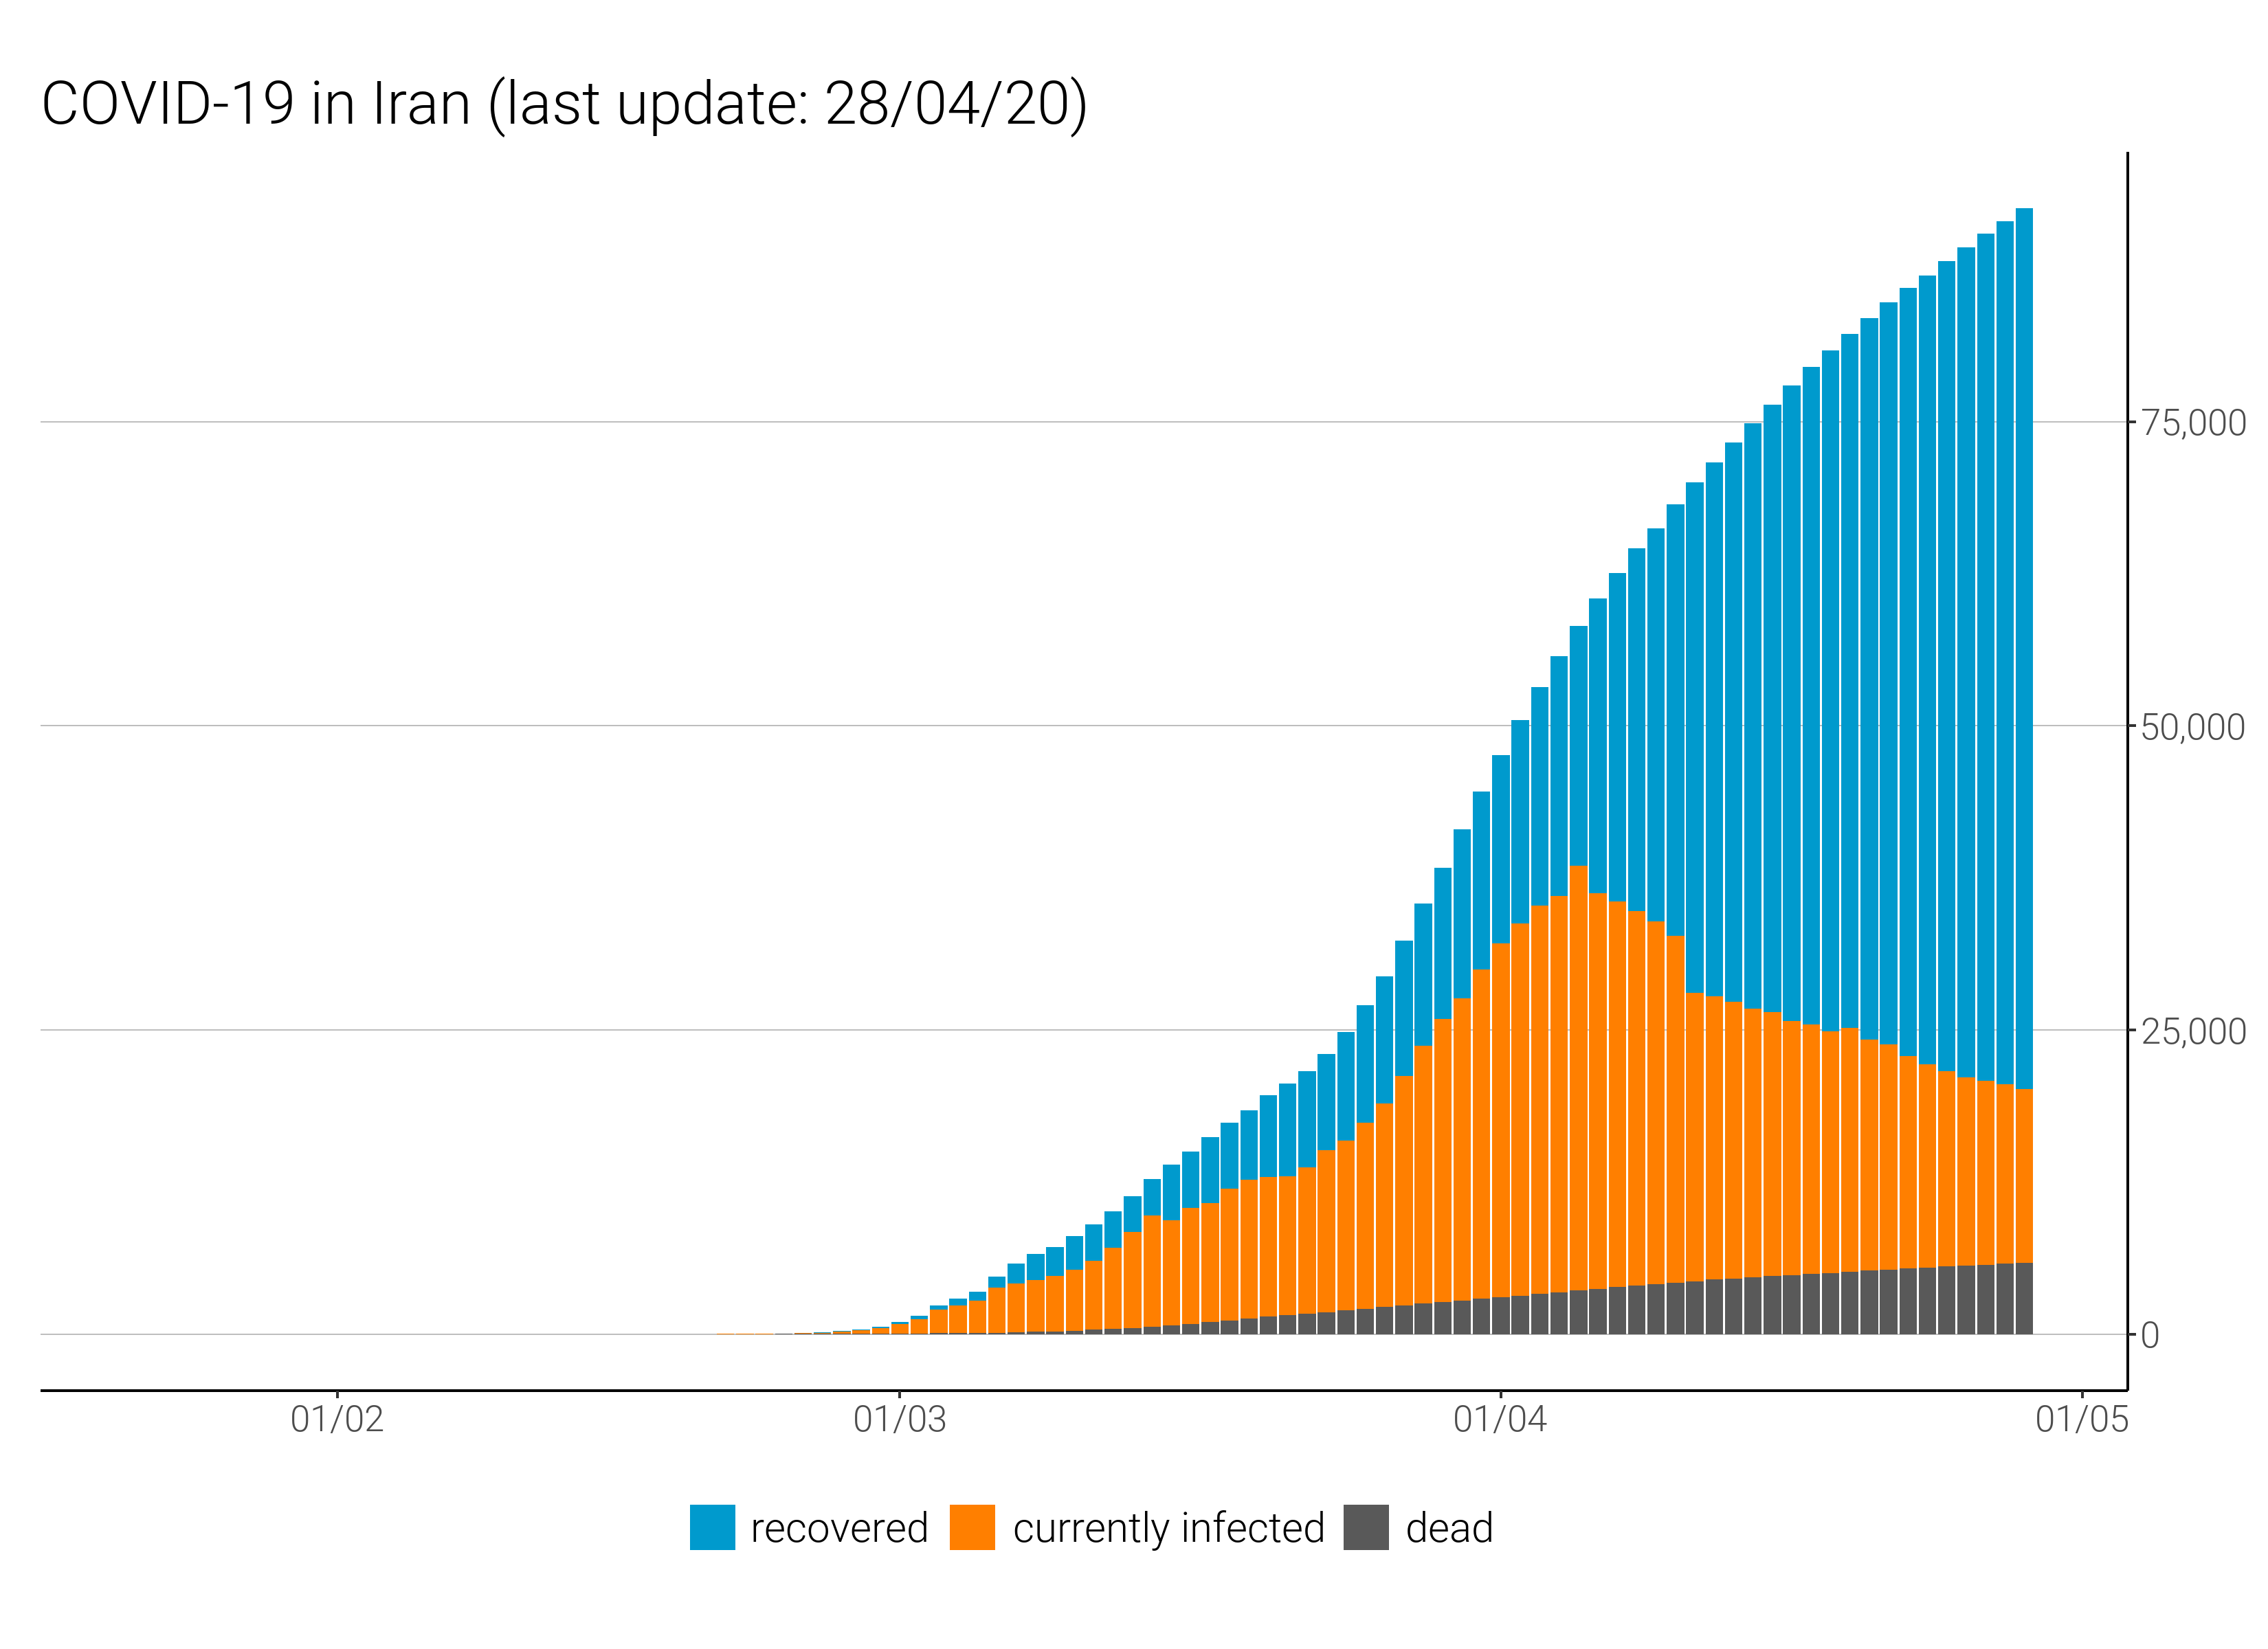 COVID-19 in Iran (last update: 28/04/20)
75,000
50,000
25,000
0
01/02 01/03 01/04 01/05
recovered currently infected dead